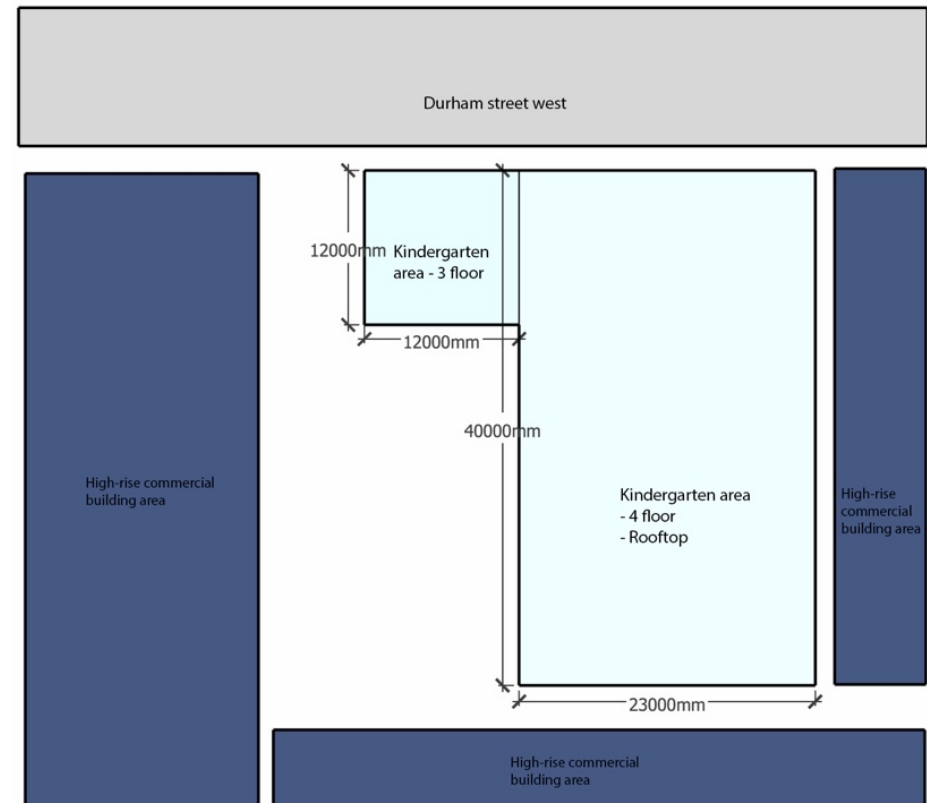 Durham street west
12000mm
Kindergarten
area - 3 floor
12000mm
40000mm
High-rise commercial
building area
Kindergarten area
- 4 floor
- Rooftop
High-rise
commercial
building area
23000mm
High-rise commercial
building area